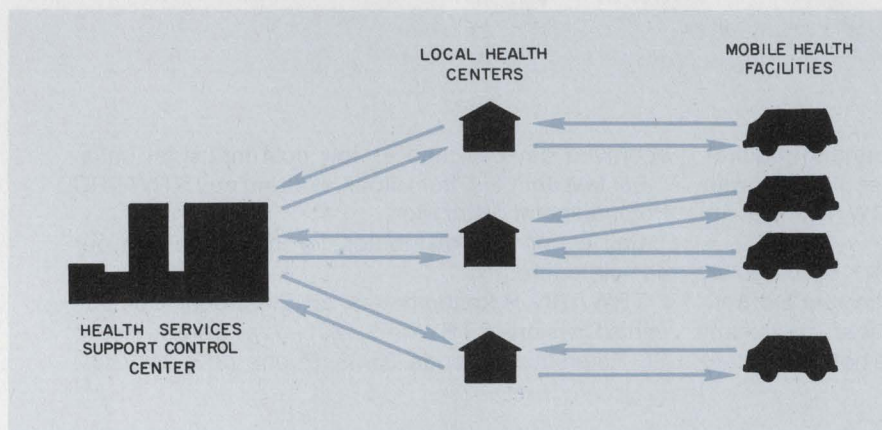 LOCAL HEALTH
CENTERS
MOBILE HEALTH
FACILITIES
HEALTH SERVICES
SUPPORT CONTROL
CENTER